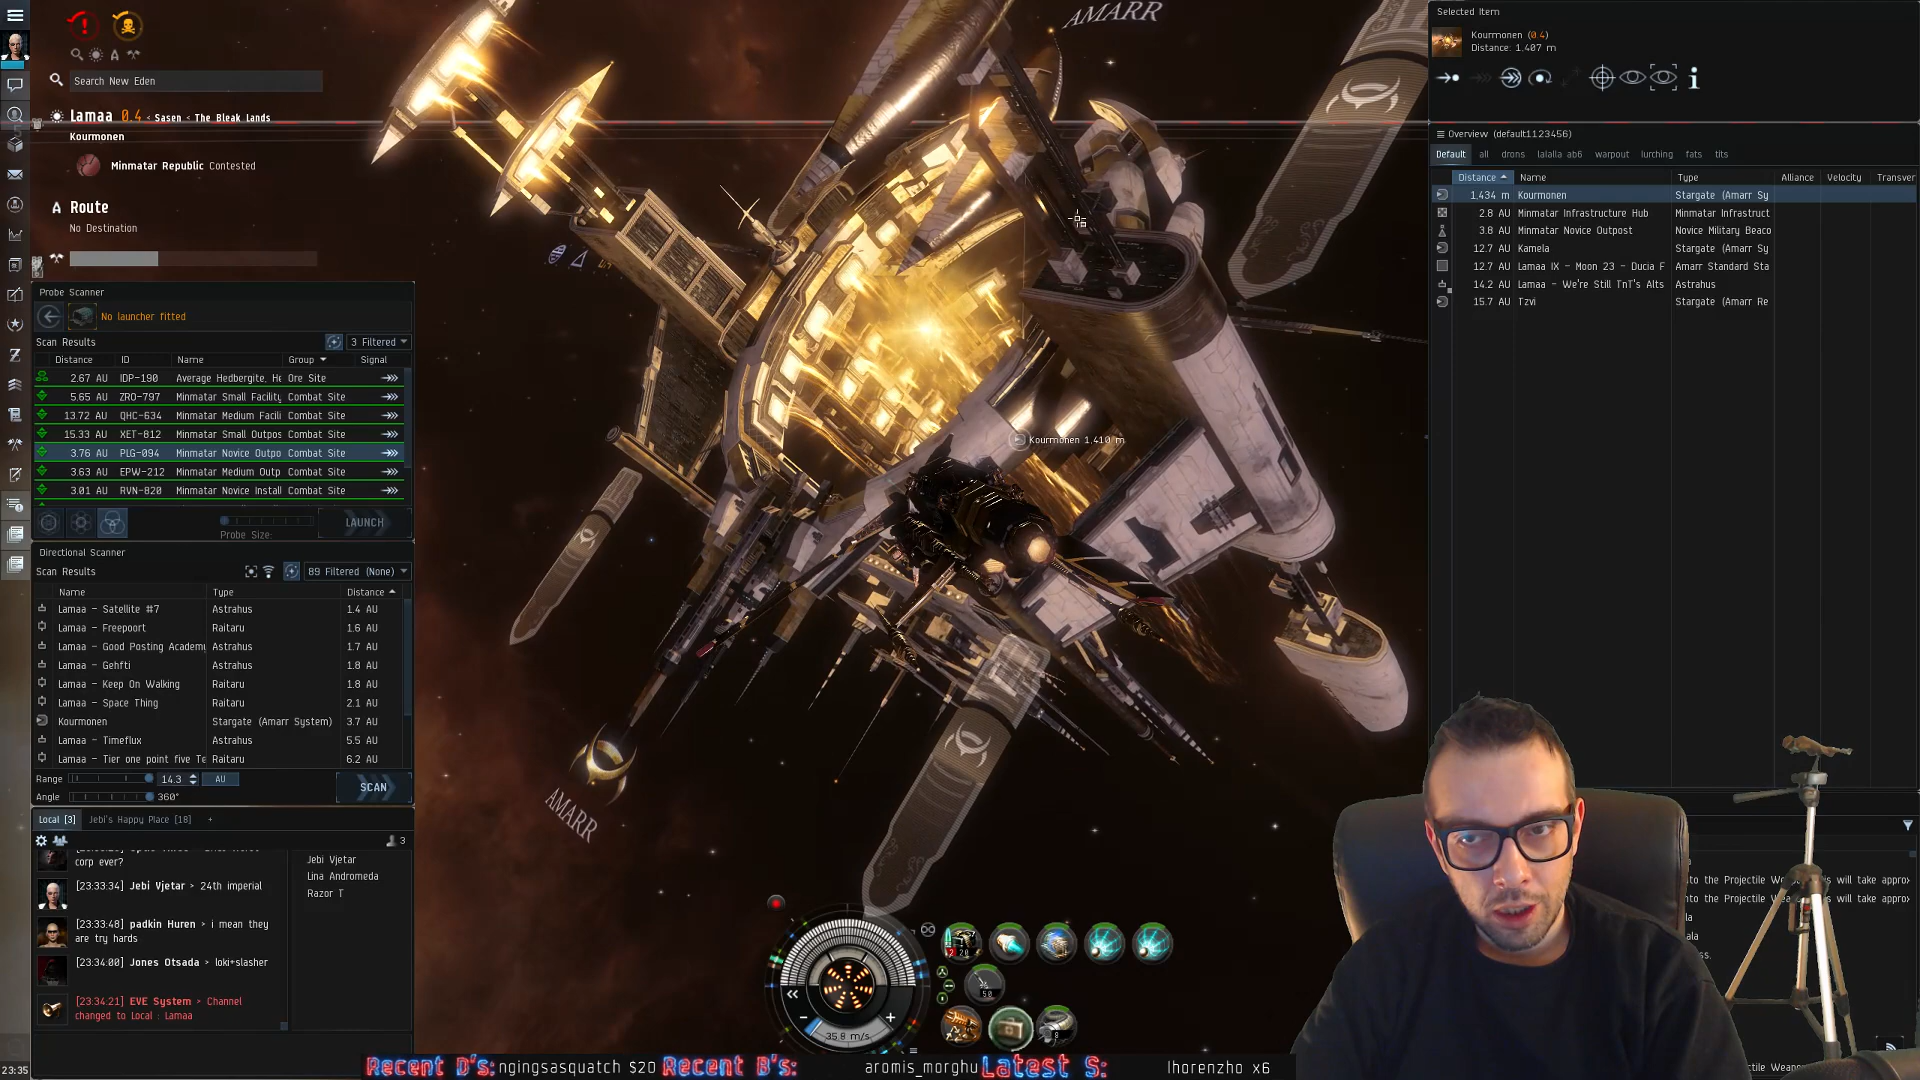 Search New Eden
Lamaa 0.4 < Sasen < The Bleak Lands
Kourmonen
Minmatar Republic Contested
Route
No Destination
Probe Scanner
No launcher fitted
Scan Results
3 Filtered
Distance ID Name Group Signal
2.67 AU IDP-190 Average Hedbergite, He Ore Site
5.65 AU ZRO-797 Minmatar Small Facility Combat Site
13.72 AU QHC-634 Minmatar Medium Facili Combat Site
15.33 AU XET-812 Minmatar Small Outpos Combat Site
3.76 AU PLG-094 Minmatar Novice Outpo Combat Site
3.63 AU EPW-212 Minmatar Medium Outp Combat Site
3.01 AU RVN-820 Minmatar Novice Install Combat Site
Probe Size:
LAUNCH
Directional Scanner
Scan Results
89 Filtered (None)
Name Type Distance
Lamaa - Satellite #7 Astrahus 1.4 AU
Lamaa - Freepoort Raitaru 1.6 AU
Lamaa - Good Posting Academy Astrahus 1.7 AU
Lamaa - Gehfti Astrahus 1.8 AU
Lamaa - Keep On Walking Raitaru 1.8 AU
Lamaa - Space Thing Raitaru 2.1 AU
Kourmonen Stargate (Amarr System) 3.7 AU
Lamaa - Timeflux Astrahus 5.5 AU
Lamaa - Tier one point five Te Raitaru 6.2 AU
Range 14.3 AU
Angle 360°
SCAN
Local [3] Jebi's Happy Place [18] +
3
corp ever?
[23:33:34] Jebi Vjetar > 24th imperial
[23:33:48] padkin Huren > i mean they
are try hards
[23:34:00] Jones Otsada > loki+slasher
[23:34:21] EVE System > Channel
changed to Local : Lamaa
Jebi Vjetar
Lina Andromeda
Razor T
23:35
AMARR
AMARR
Kourmonen 1,410 m
35.8 m/s
50
8
Recent D's: ngingsasquatch $20 Recent B's: aromis_morghu Latest S: lhorenzho x6
Selected Item
Kourmonen (0.4)
Distance: 1,407 m
Overview (default1123456)
Default all drons lalalla ab6 warpout lurching fats tits
Distance Name Type Alliance Velocity Transver
1,434 m Kourmonen Stargate (Amarr Sy
2.8 AU Minmatar Infrastructure Hub Minmatar Infrastruct
3.8 AU Minmatar Novice Outpost Novice Military Beaco
12.7 AU Kamela Stargate (Amarr Sy
12.7 AU Lamaa IX - Moon 23 - Ducia F Amarr Standard Sta
14.2 AU Lamaa - We're Still TnT's Alts Astrahus
15.7 AU Tzvi Stargate (Amarr Re
will take appro
will take appro